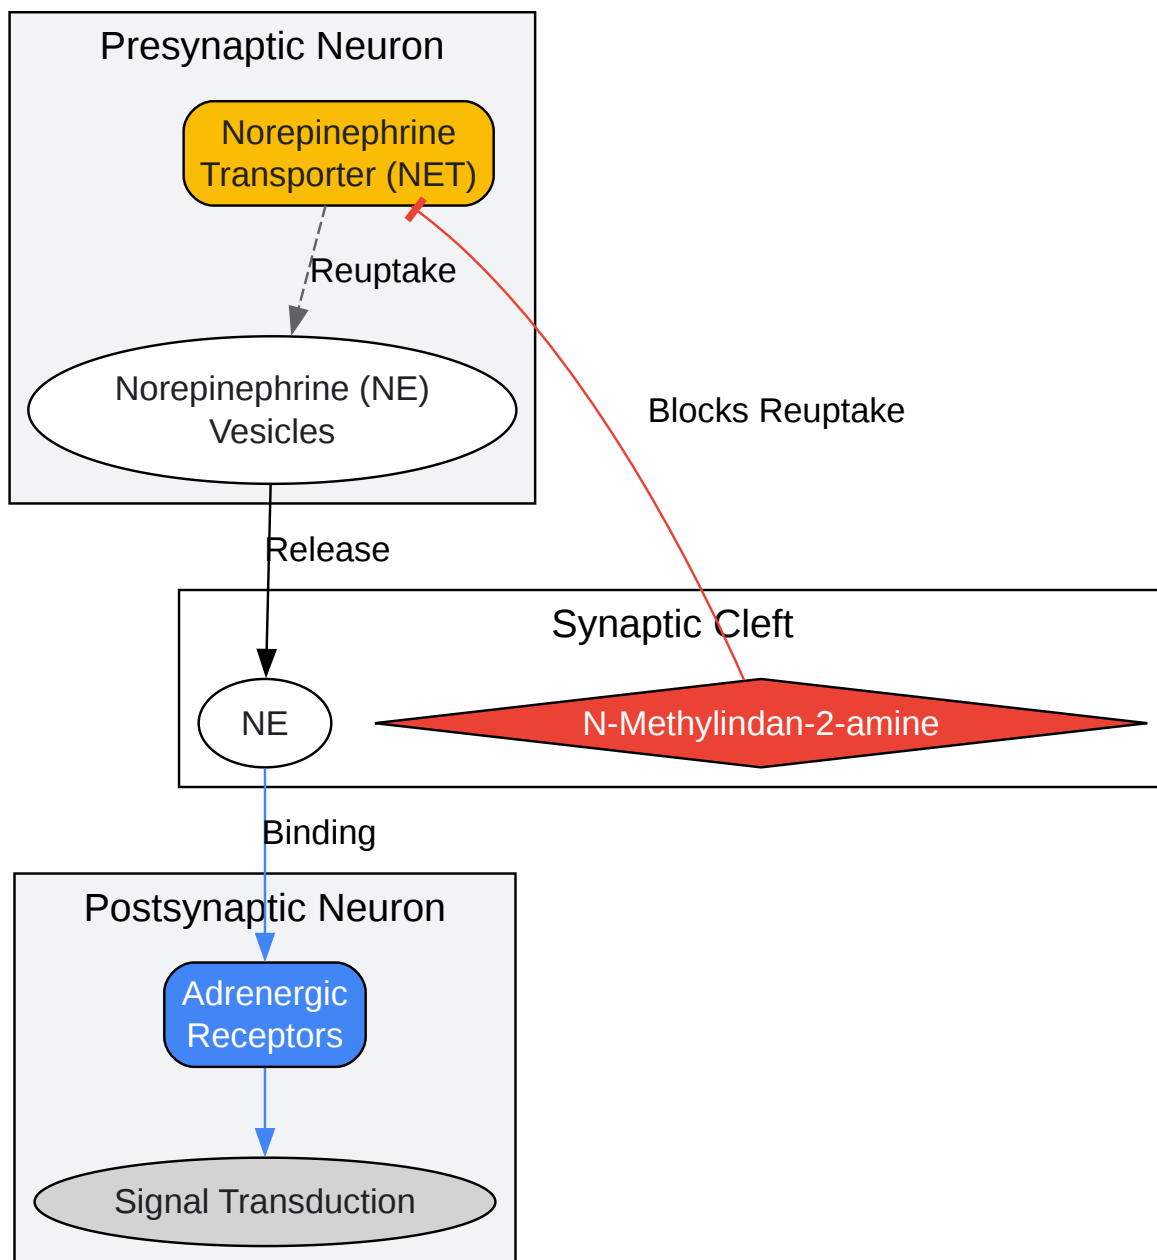 Presynaptic Neuron
Norepinephrine
Transporter (NET)
Reuptake
Norepinephrine (NE)
Vesicles
Blocks Reuptake
Release
Synaptic Cleft
NE
N-Methylindan-2-amine
Binding
Postsynaptic Neuron
Adrenergic
Receptors
Signal Transduction